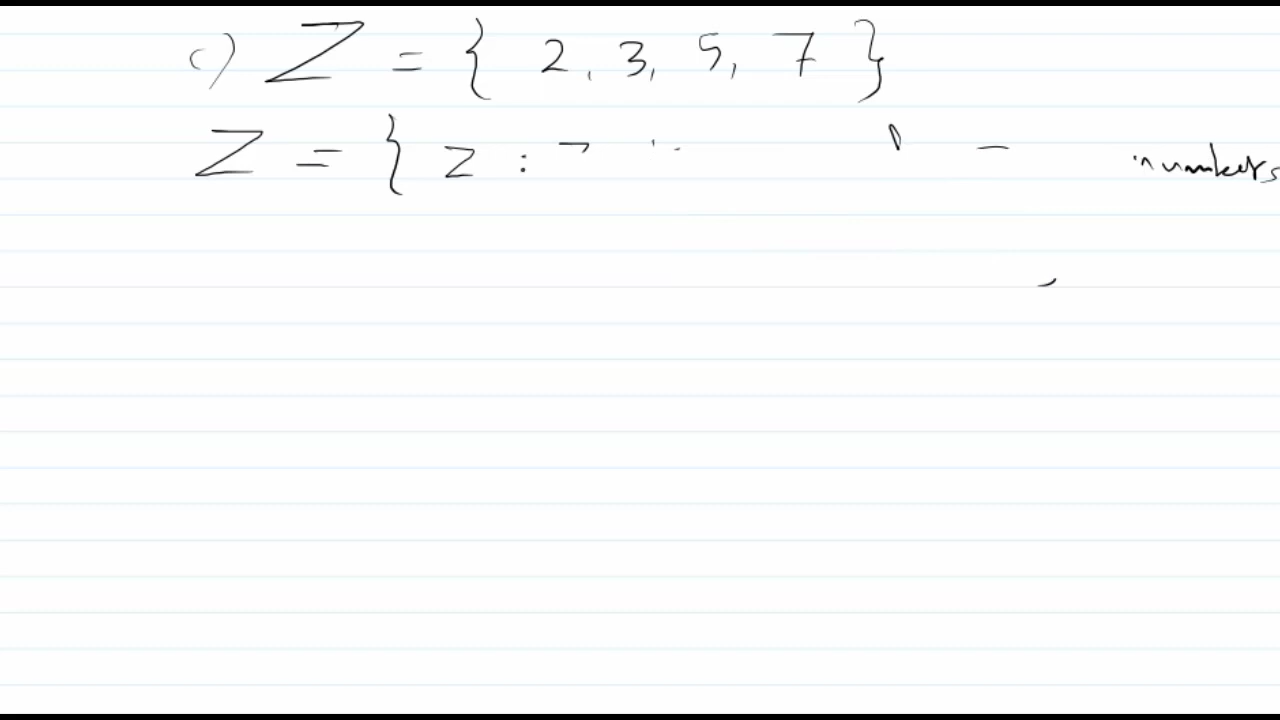 c) Z = { 2, 3, 5, 7 }
Z = { z : numbers